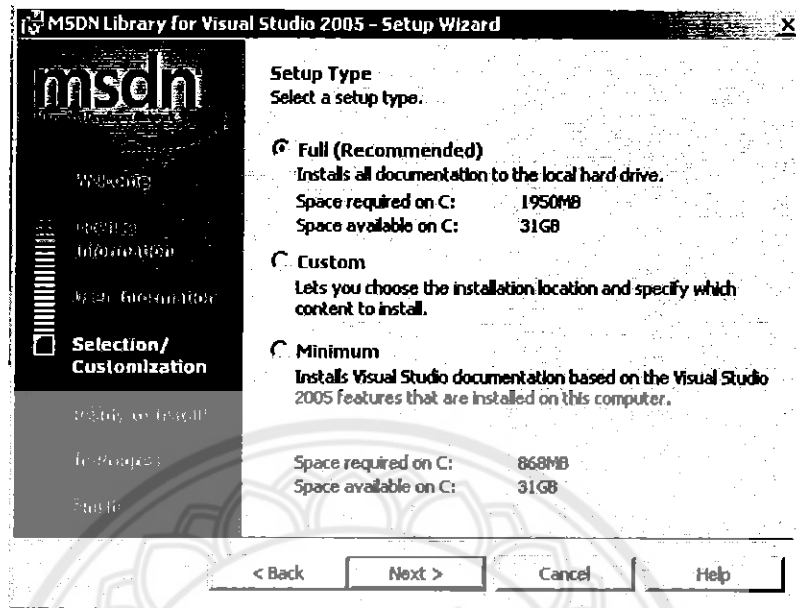 MSDN Library for Visual Studio 2005 - Setup Wizard
msdn
Setup Type
Select a setup type.
Full (Recommended)
Installs all documentation to the local hard drive.
Space required on C: 1950MB
Space available on C: 31GB
Custom
Lets you choose the installation location and specify which
content to install.
Minimum
Installs Visual Studio documentation based on the Visual Studio
2005 features that are installed on this computer.
Space required on C: 868MB
Space available on C: 31GB
Information
Selection/
Customization
< Back
Next >
Cancel
Help